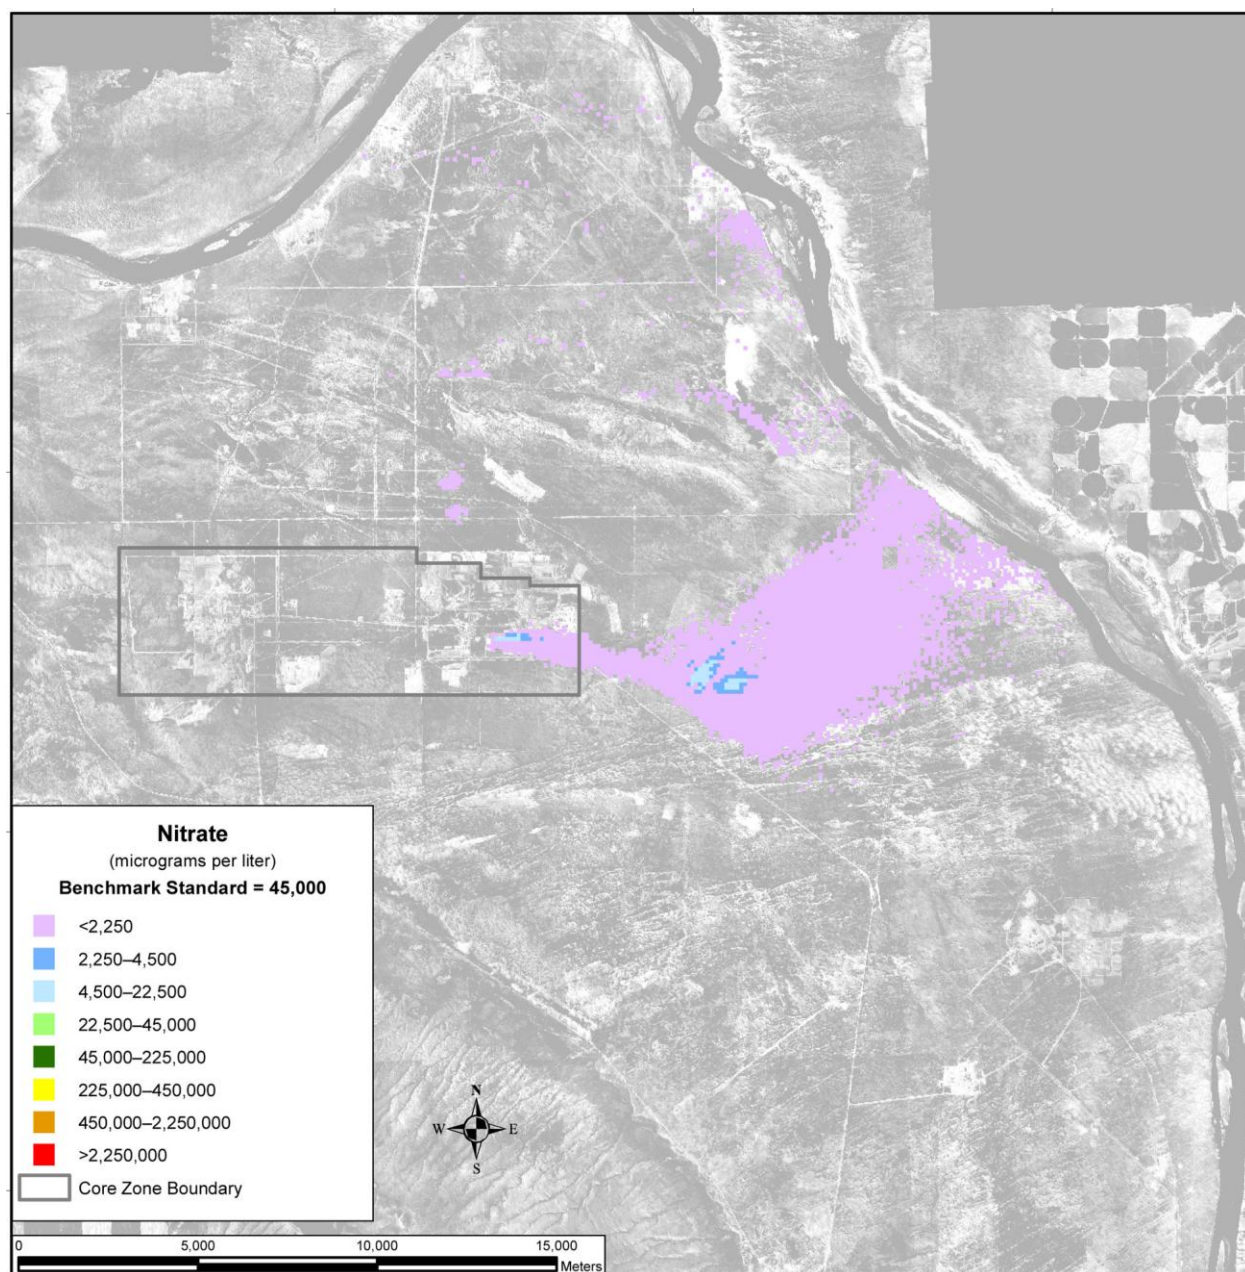 Nitrate
(micrograms per liter)
Benchmark Standard = 45,000
<2,250
2,250–4,500
4,500–22,500
22,500–45,000
45,000–225,000
225,000–450,000
450,000–2,250,000
>2,250,000
Core Zone Boundary
N
W E
S
0 5,000 10,000 15,000
Meters